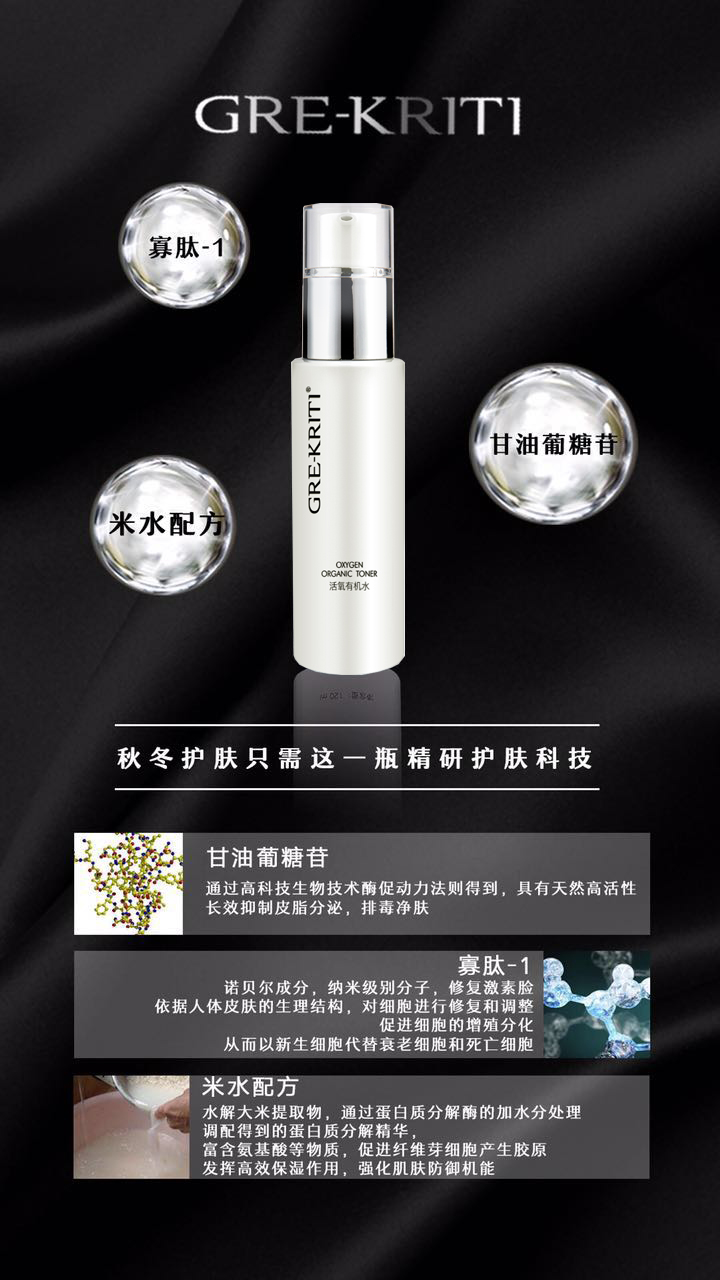 GRE-KRITI
寡肽-1
甘油葡糖苷
米水配方
GRE-KRITI®
OXYGEN
ORGANIC TONER
活氧有机水
净含量: 120 ml
秋冬护肤只需这一瓶精研护肤科技
甘油葡糖苷
通过高科技生物技术酶促动力法则得到，具有天然高活性
长效抑制皮脂分泌，排毒净肤
寡肽-1
诺贝尔成分，纳米级别分子，修复激素脸
依据人体皮肤的生理结构，对细胞进行修复和调整
促进细胞的增殖分化
从而以新生细胞代替衰老细胞和死亡细胞
米水配方
水解大米提取物，通过蛋白质分解酶的加水分处理
调配得到的蛋白质分解精华，
富含氨基酸等物质，促进纤维芽细胞产生胶原
发挥高效保湿作用，强化肌肤防御机能